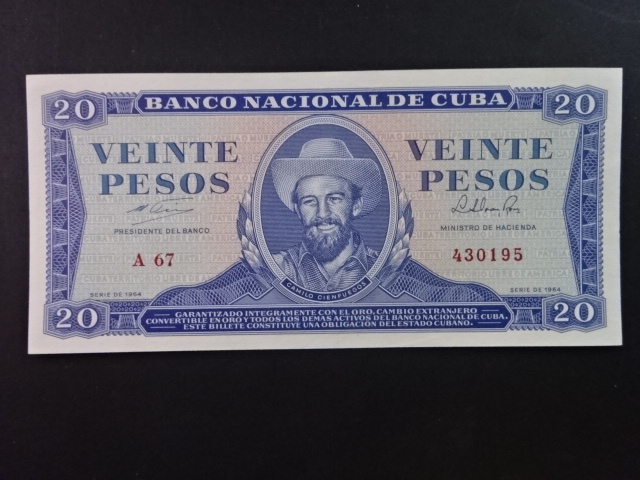 20 BANCO NACIONAL DE CUBA 20
VEINTE PESOS
VEINTE PESOS
PRESIDENTE DEL BANCO
MINISTRO DE HACIENDA
A 67
430195
CAMILO CIENFUEGOS
SERIE DE 1964
SERIE DE 1964
20
GARANTIZADO INTEGRAMENTE CON EL ORO, CAMBIO EXTRANJERO
CONVERTIBLE EN ORO Y TODOS LOS DEMAS ACTIVOS DEL BANCO NACIONAL DE CUBA.
ESTE BILLETE CONSTITUYE UNA OBLIGACIÓN DEL ESTADO CUBANO.
20